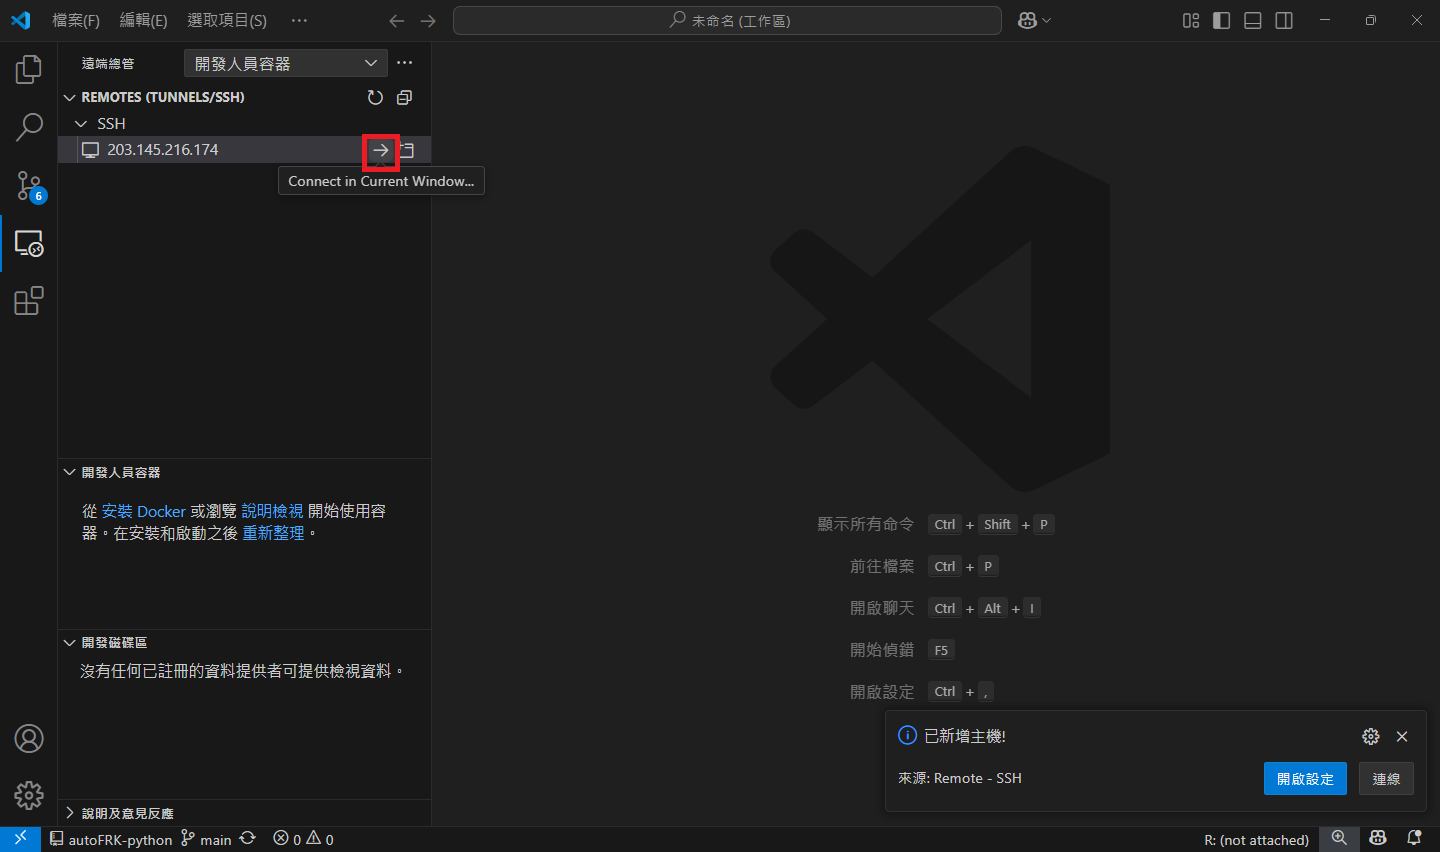 檔案(F) 編輯(E) 選取項目(S) ···
未命名 (工作區)
遠端總管
開發人員容器
REMOTES (TUNNELS/SSH)
SSH
203.145.216.174
Connect in Current Window...
6
開發人員容器
從 安裝 Docker 或瀏覽 說明檢視 開始使用容
器。在安裝和啟動之後 重新整理。
開發磁碟區
沒有任何已註冊的資料提供者可提供檢視資料。
說明及意見反應
顯示所有命令 Ctrl + Shift + P
前往檔案 Ctrl + P
開啟聊天 Ctrl + Alt + I
開始偵錯 F5
開啟設定 Ctrl + ,
已新增主機!
來源: Remote - SSH
開啟設定
連線
autoFRK-python main 0 0
R: (not attached)